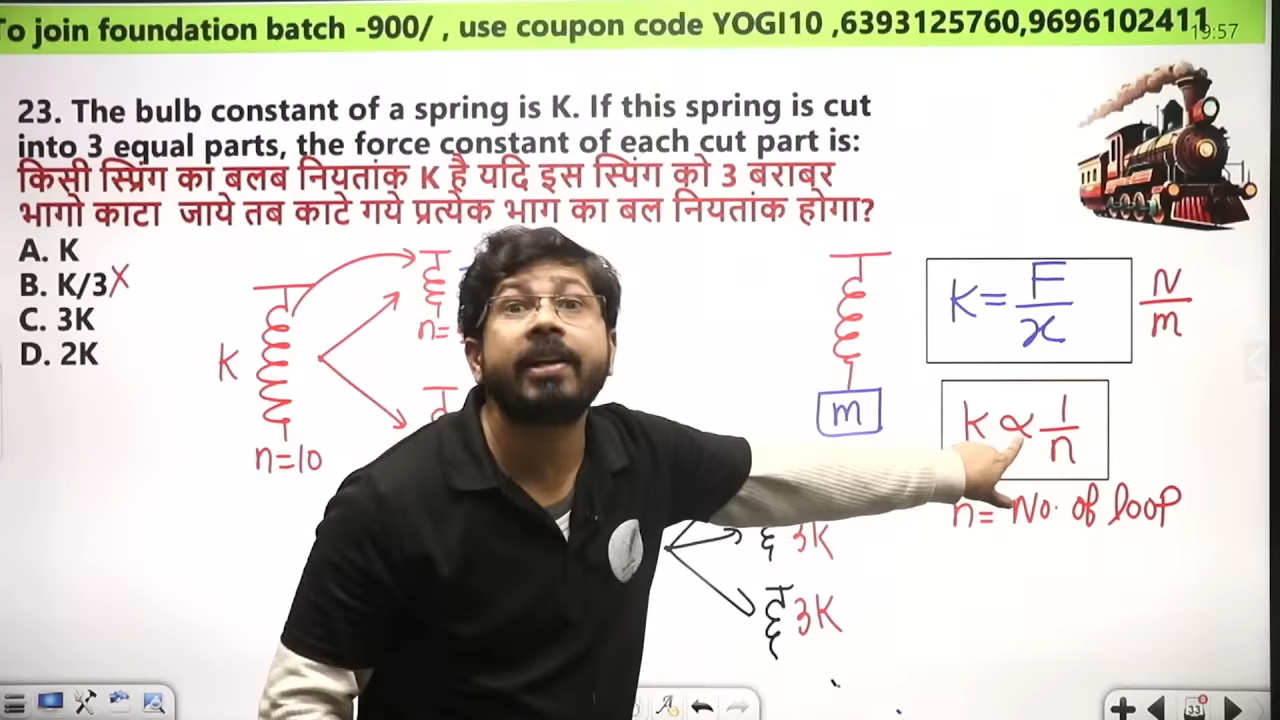 To join foundation batch -900/ , use coupon code YOGI10 ,6393125760,9696102411
19:57
23. The bulb constant of a spring is K. If this spring is cut
into 3 equal parts, the force constant of each cut part is:
किसी स्प्रिंग का बलब नियतांक K है यदि इस स्पिंग को 3 बराबर
भागो काटा जाये तब काटे गये प्रत्येक भाग का बल नियतांक होगा?
A. K
B. K/3 X
C. 3K
D. 2K
K
n=10
n=
m
K = F/x N/m
k ∝ 1/n
n= No. of loop
3K
3K
33